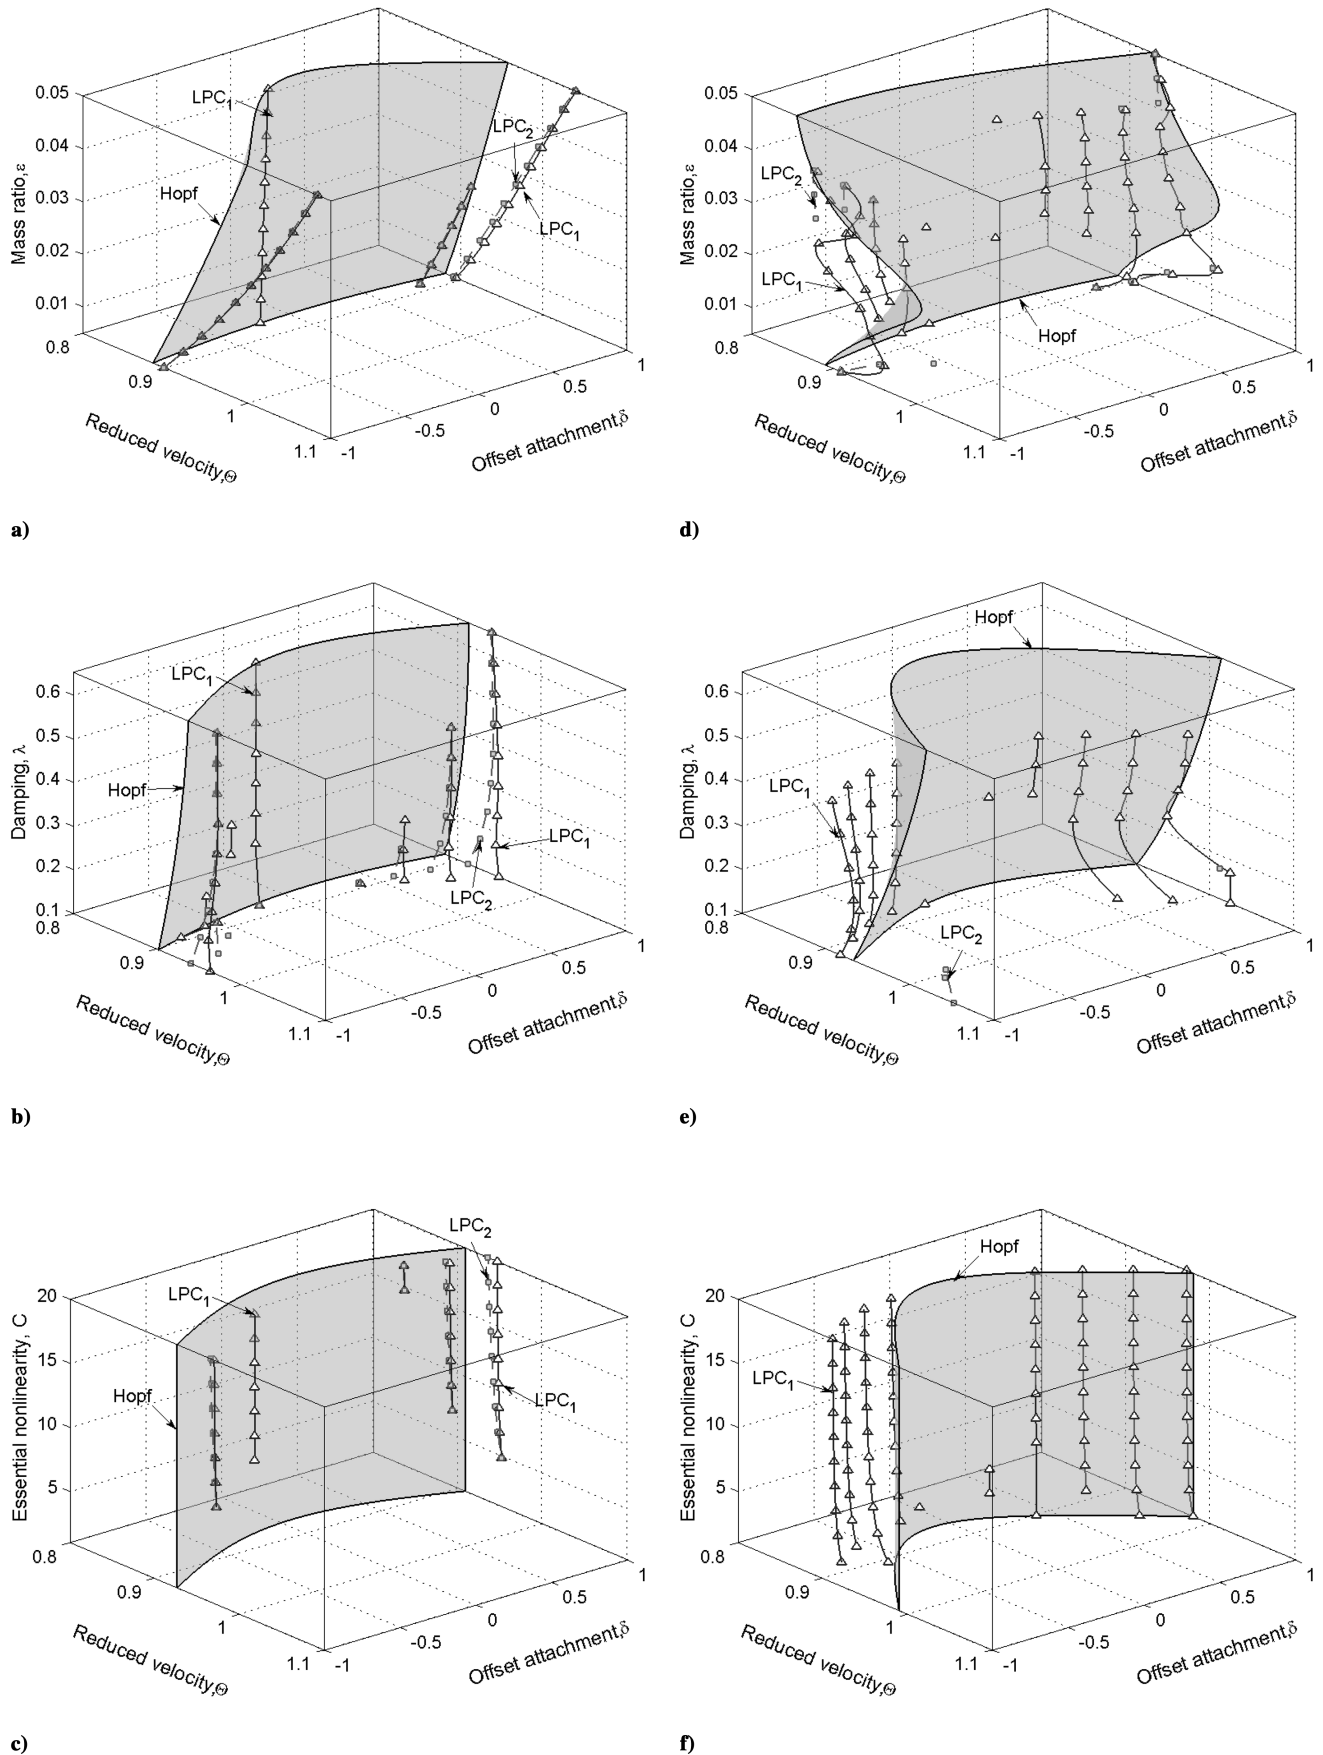 0.05
0.04
0.03
0.02
0.01
0.8
0.9
1
1.1
-1
-0.5
0
0.5
1
Mass ratio,ε
Reduced velocity,Θ
Offset attachment,δ
LPC1
Hopf
LPC2
LPC1
a)
0.05
0.04
0.03
0.02
0.01
0.8
0.9
1
1.1
-1
-0.5
0
0.5
1
Mass ratio,ε
Reduced velocity,Θ
Offset attachment,δ
LPC2
LPC1
Hopf
d)
0.6
0.5
0.4
0.3
0.2
0.1
0.8
0.9
1
1.1
-1
-0.5
0
0.5
1
Damping, λ
Reduced velocity,Θ
Offset attachment,δ
LPC1
Hopf
LPC1
LPC2
b)
0.6
0.5
0.4
0.3
0.2
0.1
0.8
0.9
1
1.1
-1
-0.5
0
0.5
1
Damping, λ
Reduced velocity,Θ
Offset attachment,δ
Hopf
LPC1
LPC2
e)
20
15
10
5
0.8
0.9
1
1.1
-1
-0.5
0
0.5
1
Essential nonlinearity, C
Reduced velocity,Θ
Offset attachment,δ
LPC2
LPC1
Hopf
LPC1
c)
20
15
10
5
0.8
0.9
1
1.1
-1
-0.5
0
0.5
1
Essential nonlinearity, C
Reduced velocity,Θ
Offset attachment,δ
Hopf
LPC1
f)